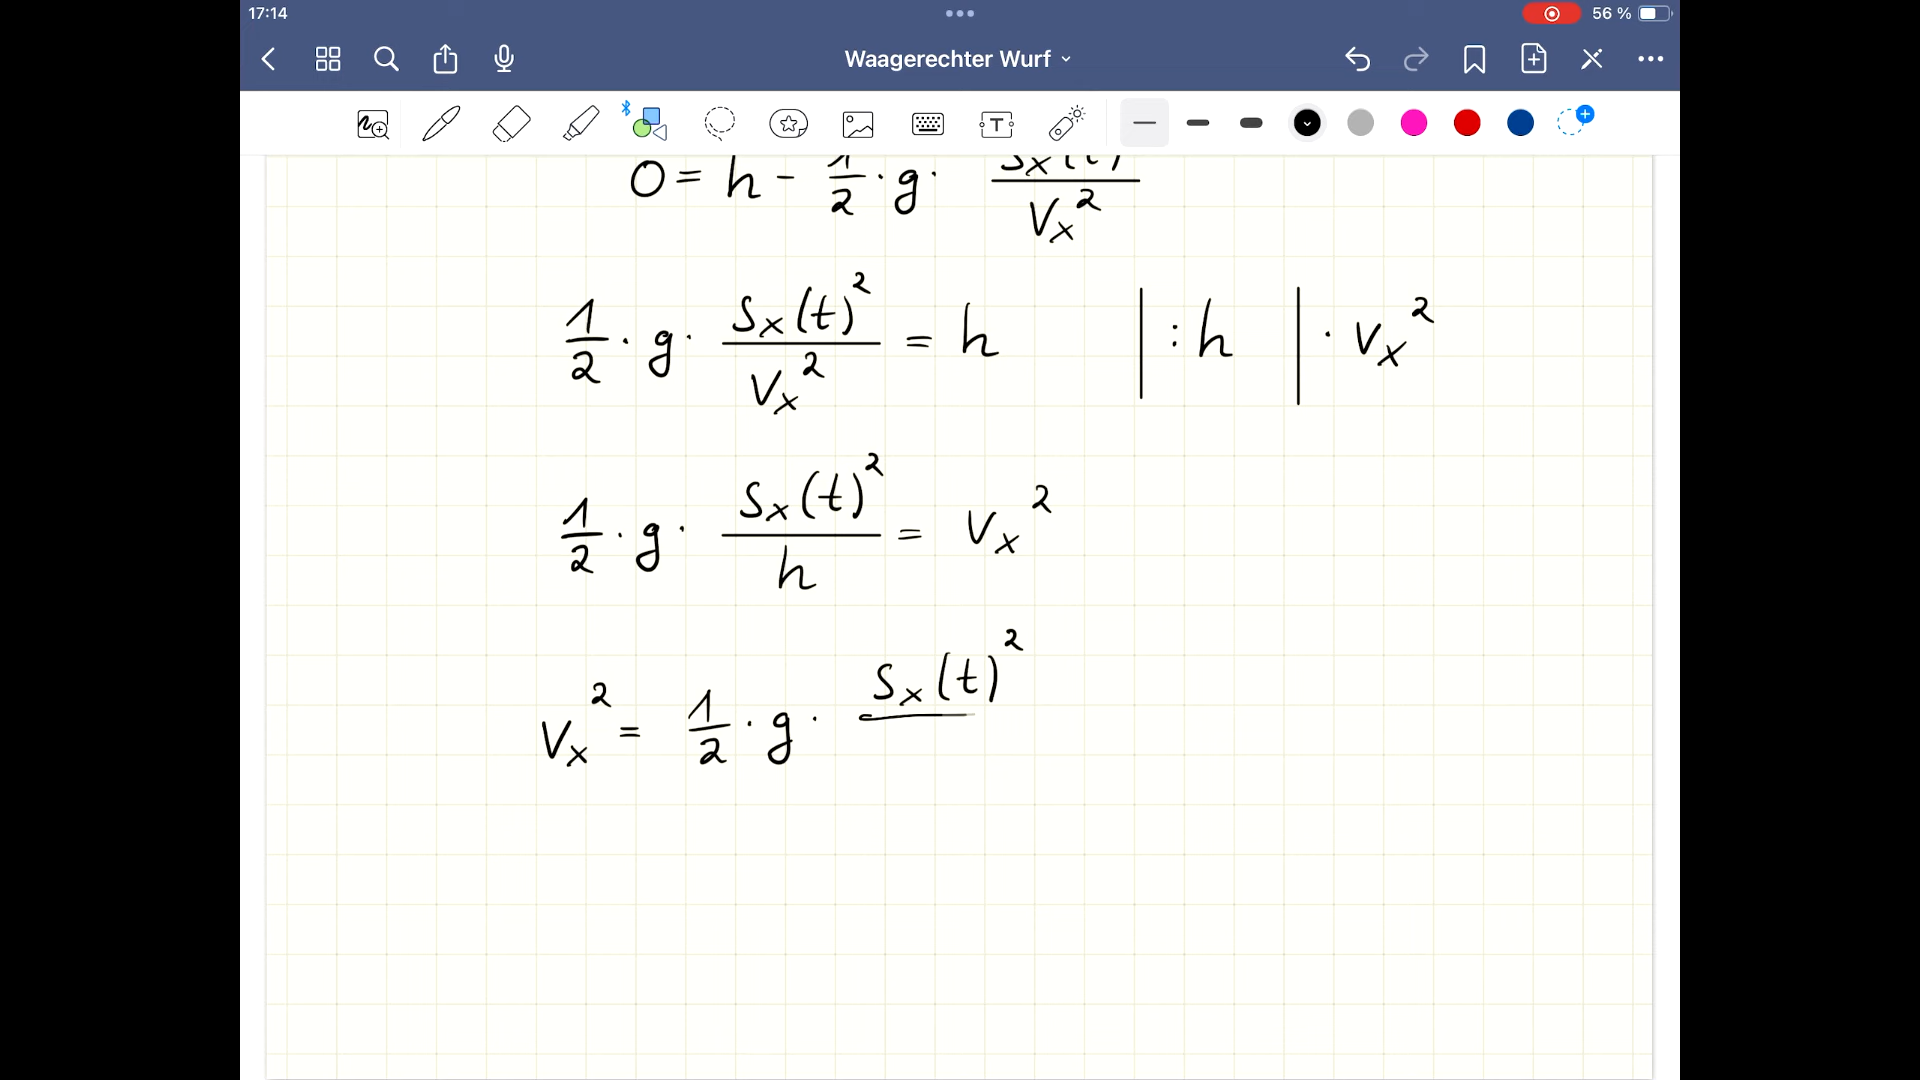 17:14
56 %
Waagerechter Wurf
T
0 = h - 1/2 · g · Sx(t)/Vx²
1/2 · g · Sx(t)²/Vx² = h | : h | · Vx²
1/2 · g · Sx(t)²/h = Vx²
Vx² = 1/2 · g · Sx(t)²